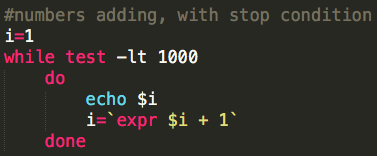 #numbers adding, with stop condition
i=1
while test -lt 1000
do
echo $i
i=`expr $i + 1`
done